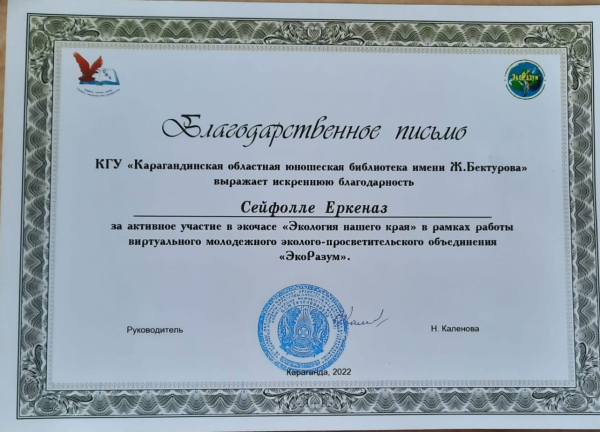 ЭкоРазум
Благодарственное письмо
КГУ «Карагандинская областная юношеская библиотека имени Ж.Бектурова»
выражает искреннюю благодарность
Сейфолле Еркеназ
за активное участие в экочасе «Экология нашего края» в рамках работы
виртуального молодежного эколого-просветительского объединения
«ЭкоРазум».
Руководитель
Н. Каленова
Караганда, 2022